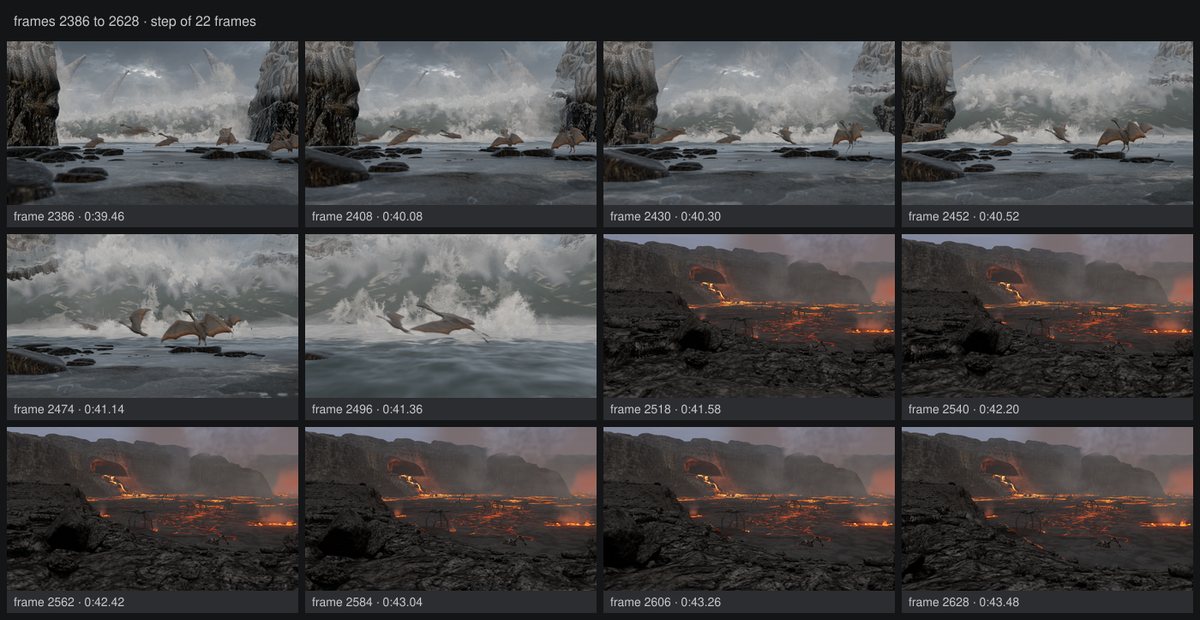 frames 2386 to 2628 · step of 22 frames
frame 2386 · 0:39.46
frame 2408 · 0:40.08
frame 2430 · 0:40.30
frame 2452 · 0:40.52
frame 2474 · 0:41.14
frame 2496 · 0:41.36
frame 2518 · 0:41.58
frame 2540 · 0:42.20
frame 2562 · 0:42.42
frame 2584 · 0:43.04
frame 2606 · 0:43.26
frame 2628 · 0:43.48